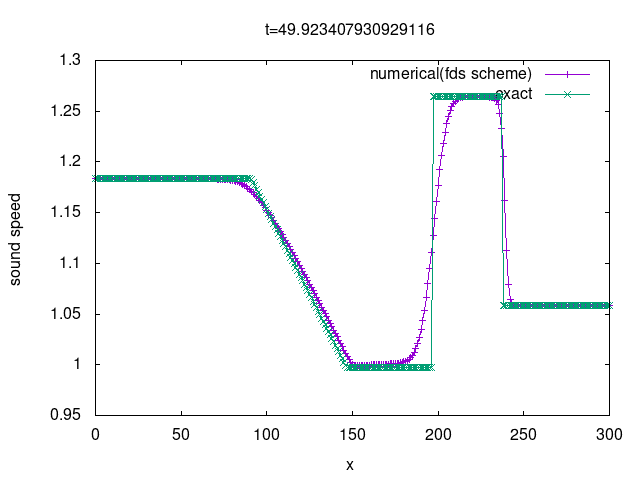 t=49.923407930929116
numerical(fds scheme)
exact
1.3
1.25
1.2
1.15
1.1
1.05
1
0.95
sound speed
0 50 100 150 200 250 300
x